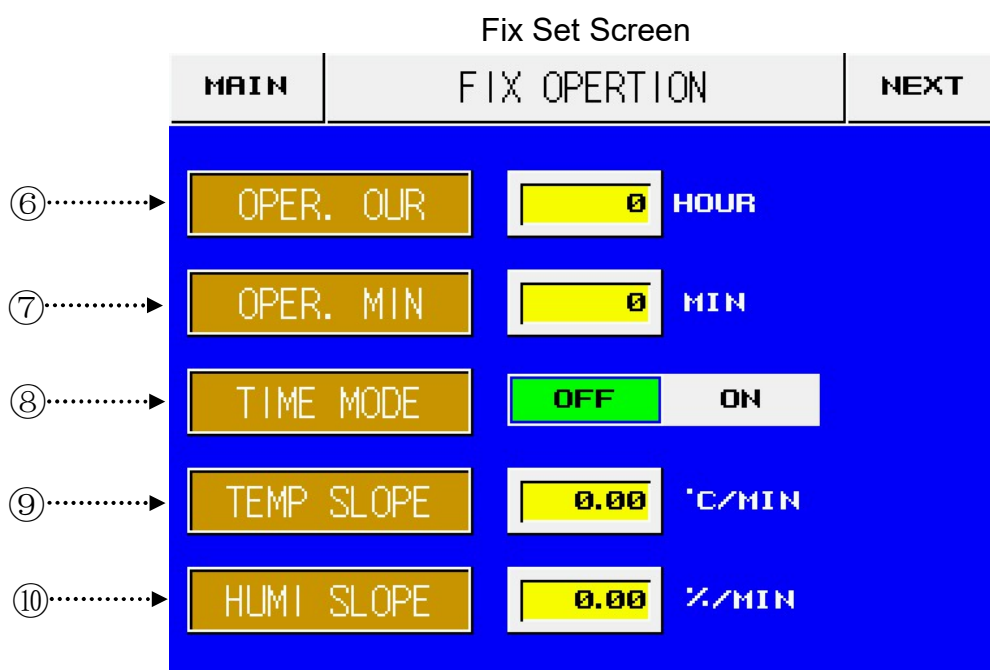 Fix Set Screen
MAIN FIX OPERTION NEXT
⑥ OPER. OUR 0 HOUR
⑦ OPER. MIN 0 MIN
⑧ TIME MODE OFF ON
⑨ TEMP SLOPE 0.00 °C/MIN
⑩ HUMI SLOPE 0.00 %/MIN